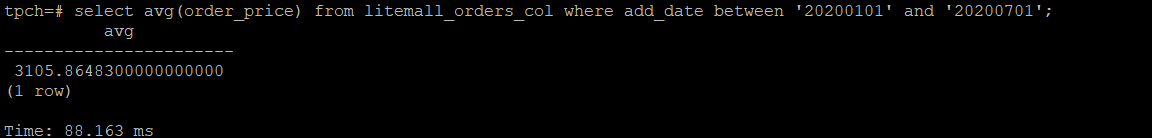 tpch=# select avg(order_price) from litemall_orders_col where add_date between '20200101' and '20200701';
avg
-----------------------
3105.8648300000000000
(1 row)
Time: 88.163 ms